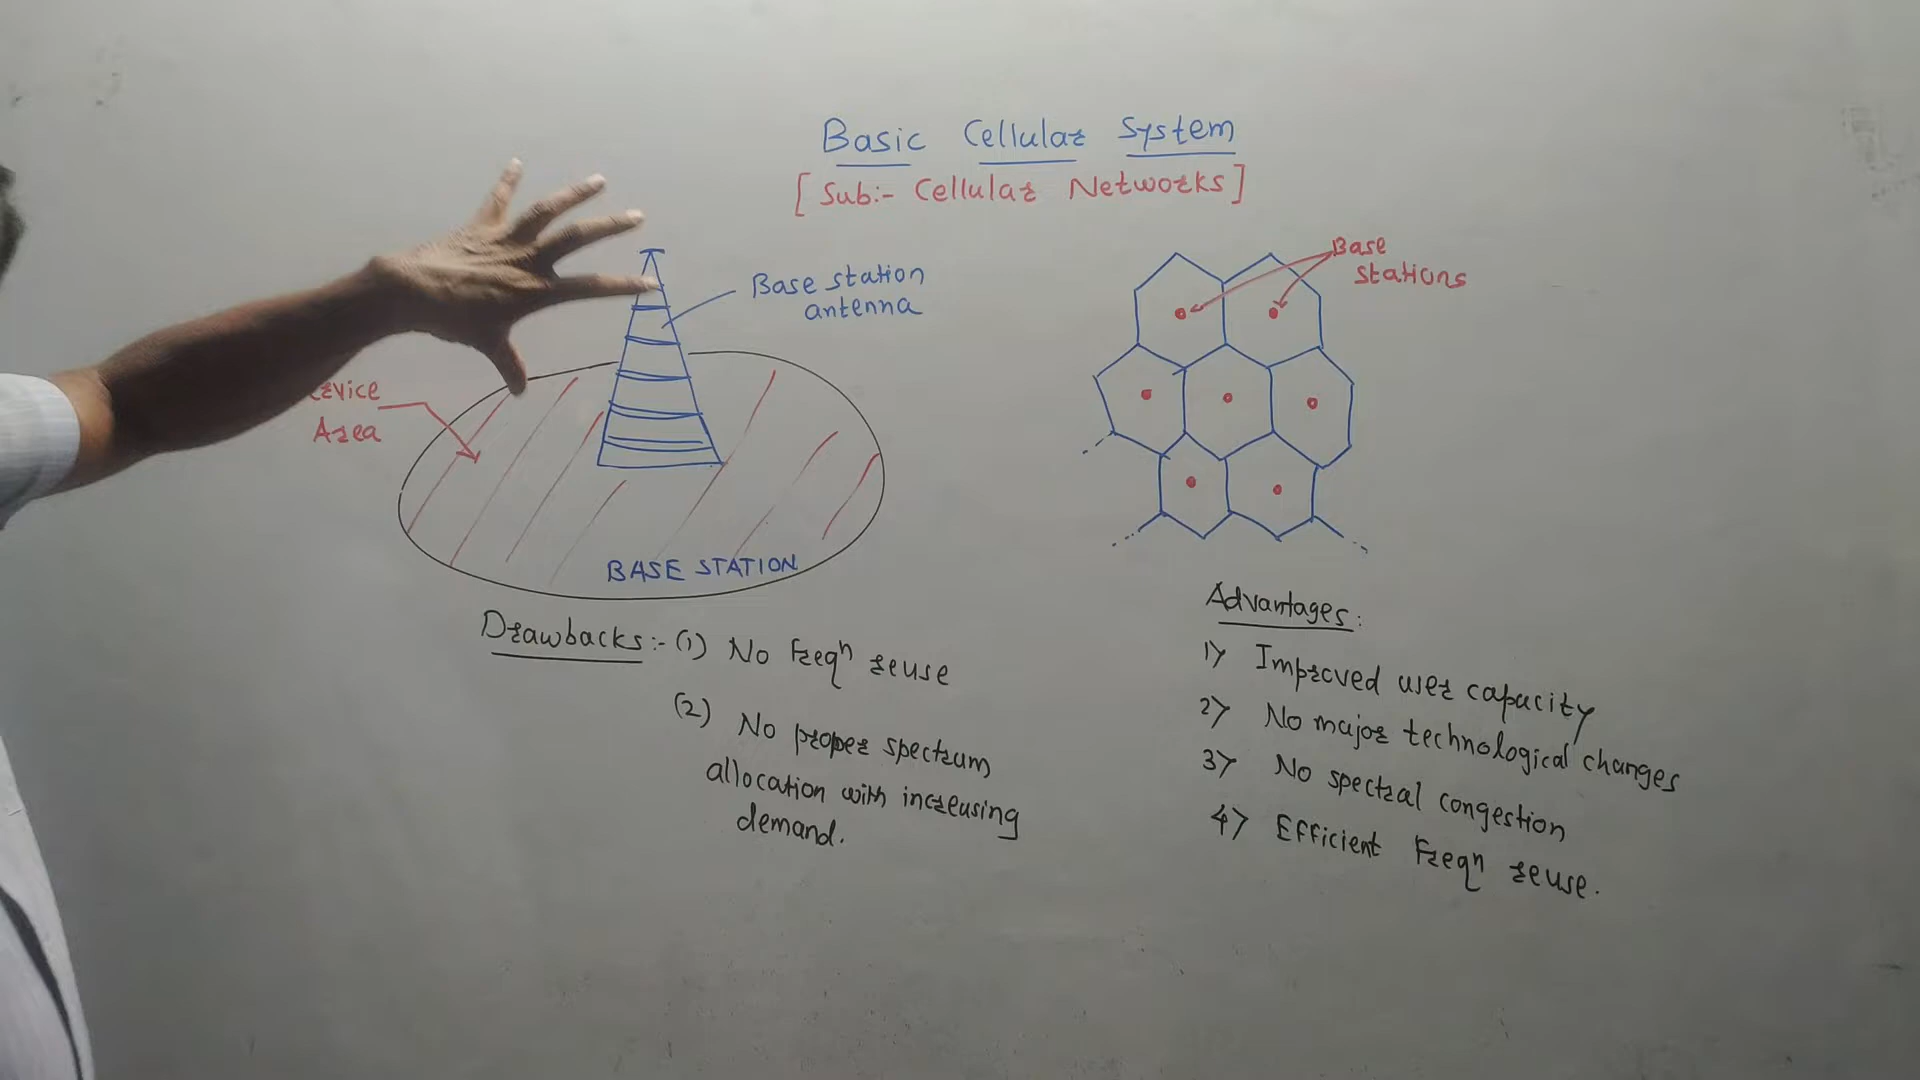 Basic Cellular System
[Sub:- Cellular Networks]
Base station
antenna
Area
BASE STATION
Base
stations
Drawbacks:- (1) No Freqn reuse
(2) No proper spectrum
allocation with increasing
demand.
Advantages:
1> Improved user capacity
2> No major technological changes
3> No spectral congestion
4> Efficient Freqn reuse.